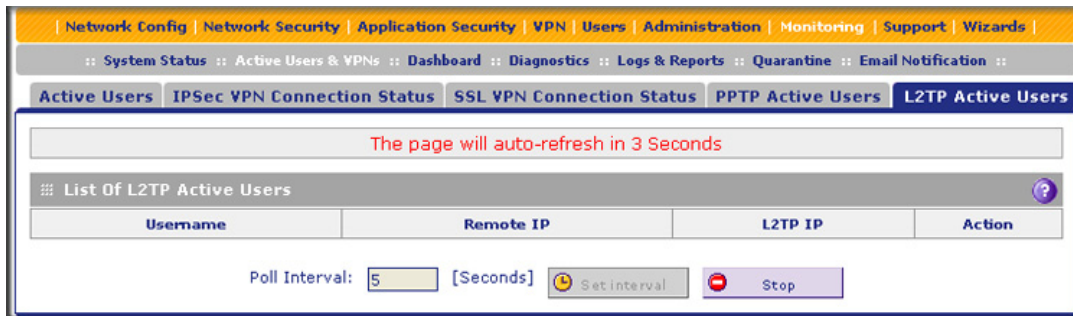 | Network Config | Network Security | Application Security | VPN | Users | Administration | Monitoring | Support | Wizards |
:: System Status :: Active Users & VPNs :: Dashboard :: Diagnostics :: Logs & Reports :: Quarantine :: Email Notification ::
Active Users IPSec VPN Connection Status SSL VPN Connection Status PPTP Active Users L2TP Active Users
The page will auto-refresh in 3 Seconds
List Of L2TP Active Users ?
Username Remote IP L2TP IP Action
Poll Interval: 5 [Seconds] Set interval Stop